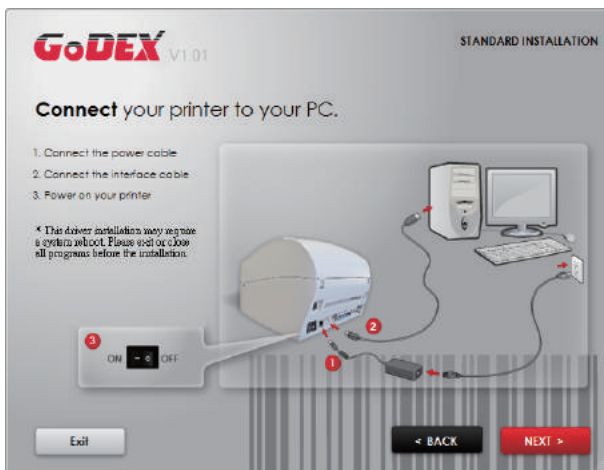 GoDEX V1.01
STANDARD INSTALLATION
Connect your printer to your PC.
1. Connect the power cable
2. Connect the interface cable
3. Power on your printer
* This driver installation may require
a system reboot. Please exit or close
all programs before the installation.
2
3
ON - o OFF
1
Exit
< BACK
NEXT >